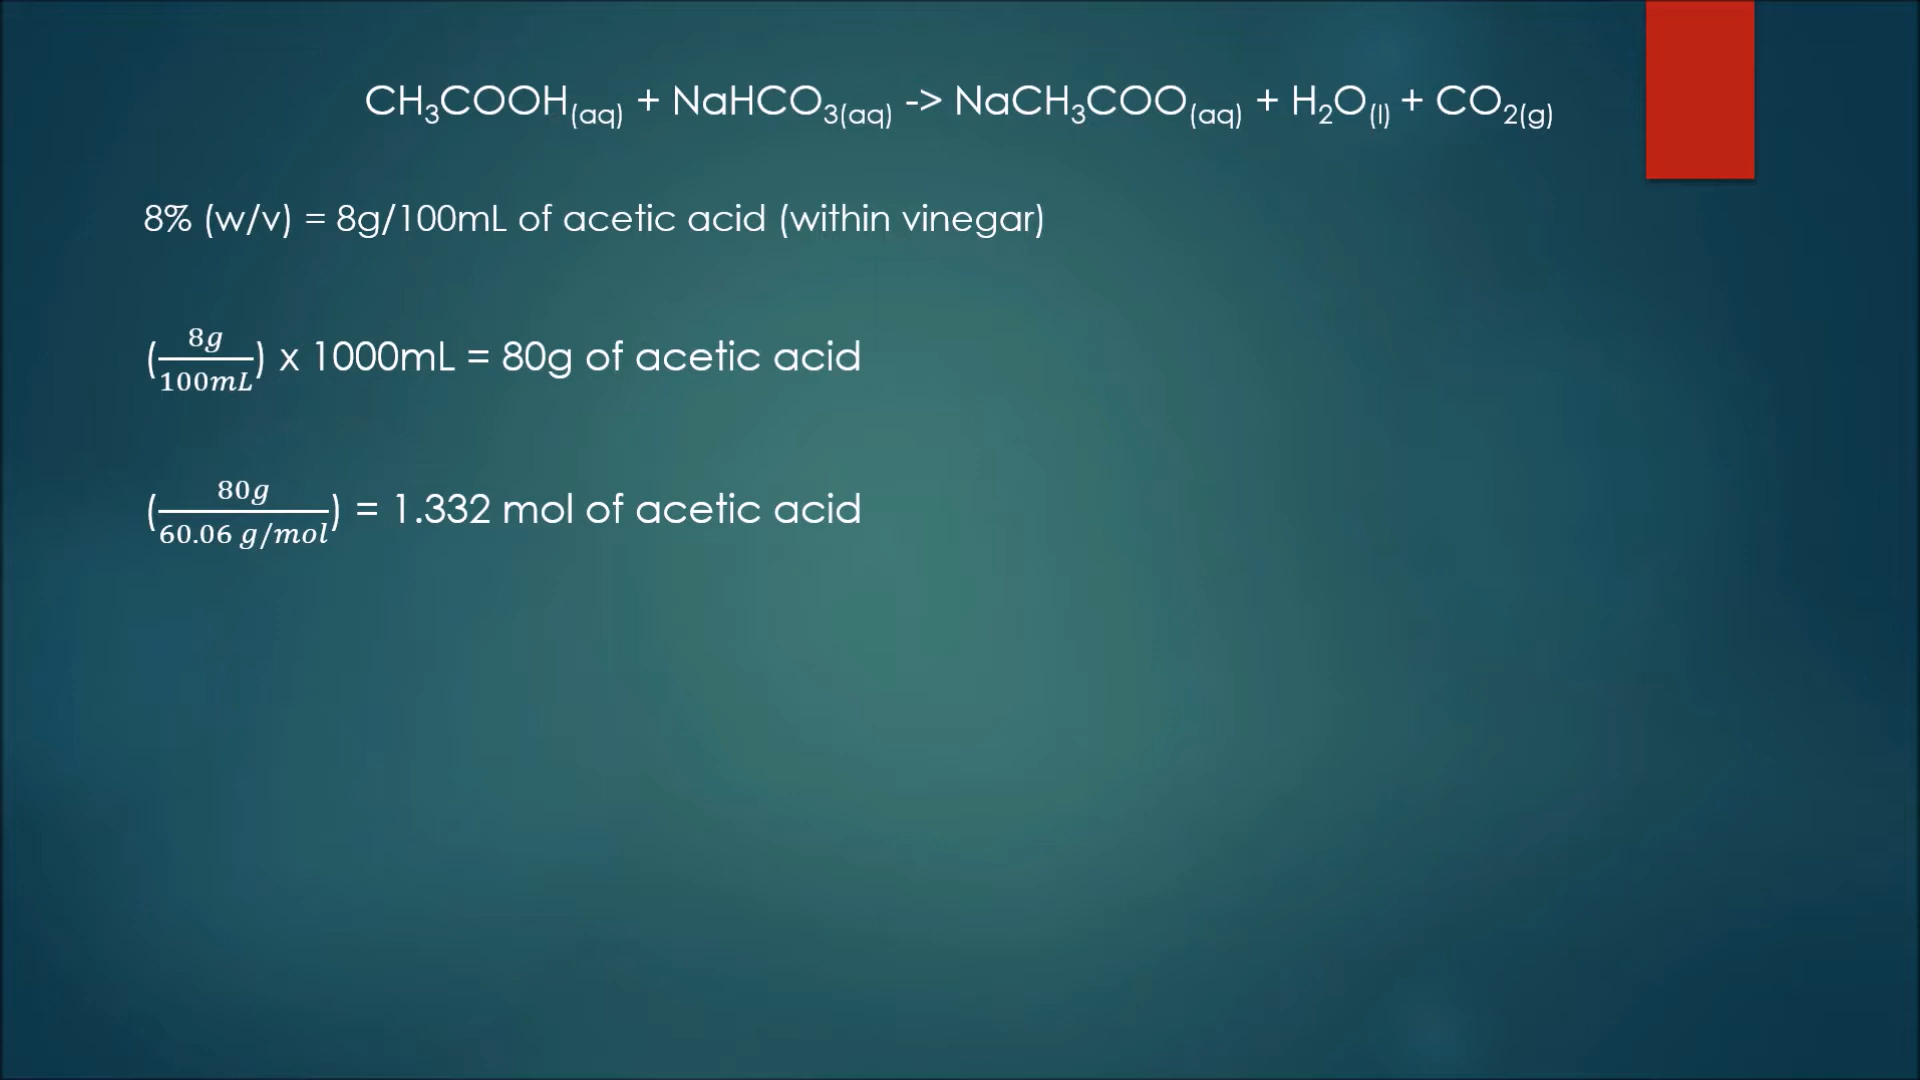 CH₃COOH(aq) + NaHCO₃(aq) -> NaCH₃COO(aq) + H₂O(l) + CO₂(g)
8% (w/v) = 8g/100mL of acetic acid (within vinegar)
(8g/100mL) x 1000mL = 80g of acetic acid
(80g/60.06 g/mol) = 1.332 mol of acetic acid